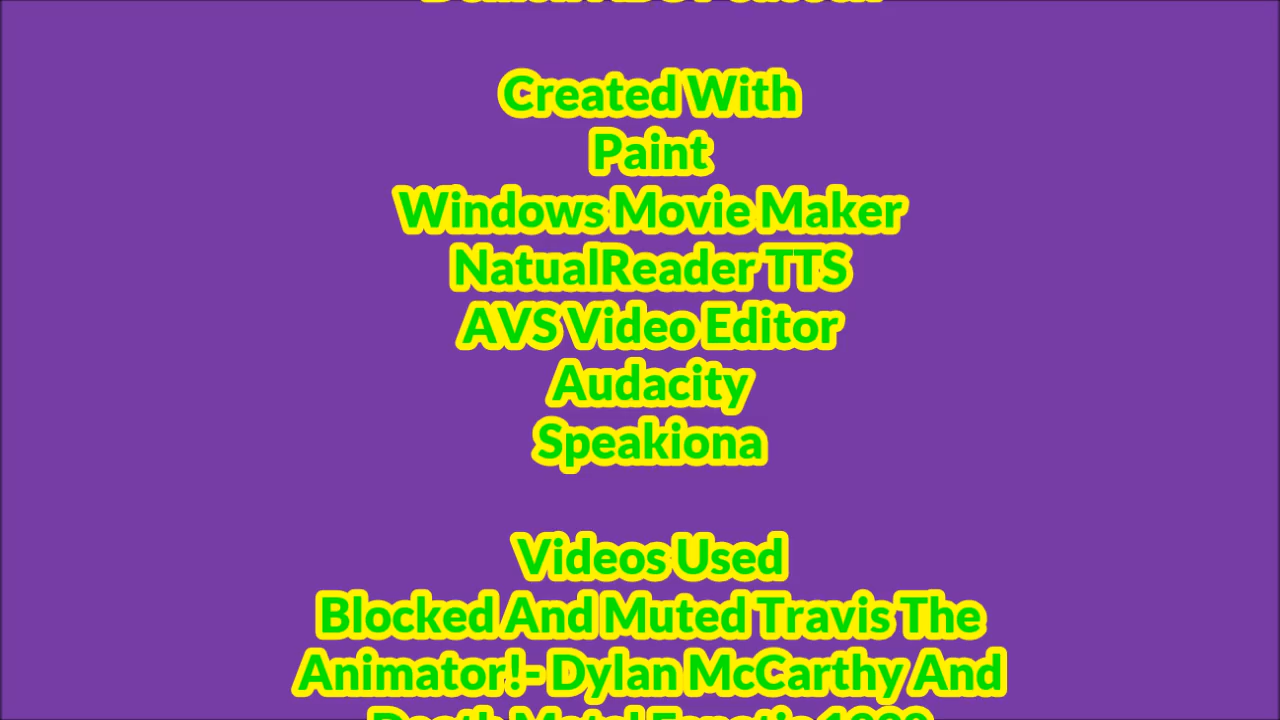 Created With
Paint
Windows Movie Maker
NatualReader TTS
AVS Video Editor
Audacity
Speakiona
Videos Used
Blocked And Muted Travis The
Animator!- Dylan McCarthy And